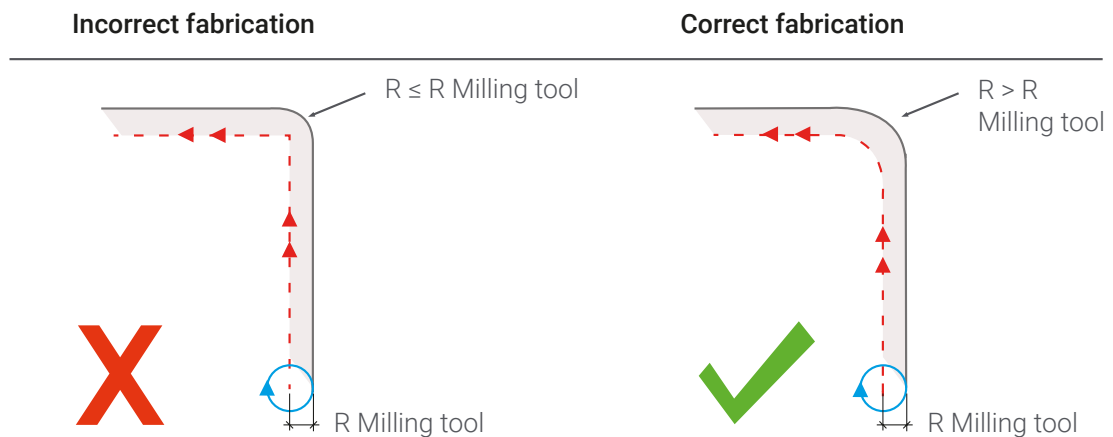 Incorrect fabrication
Correct fabrication
R ≤ R Milling tool
R > R
Milling tool
X
R Milling tool
R Milling tool